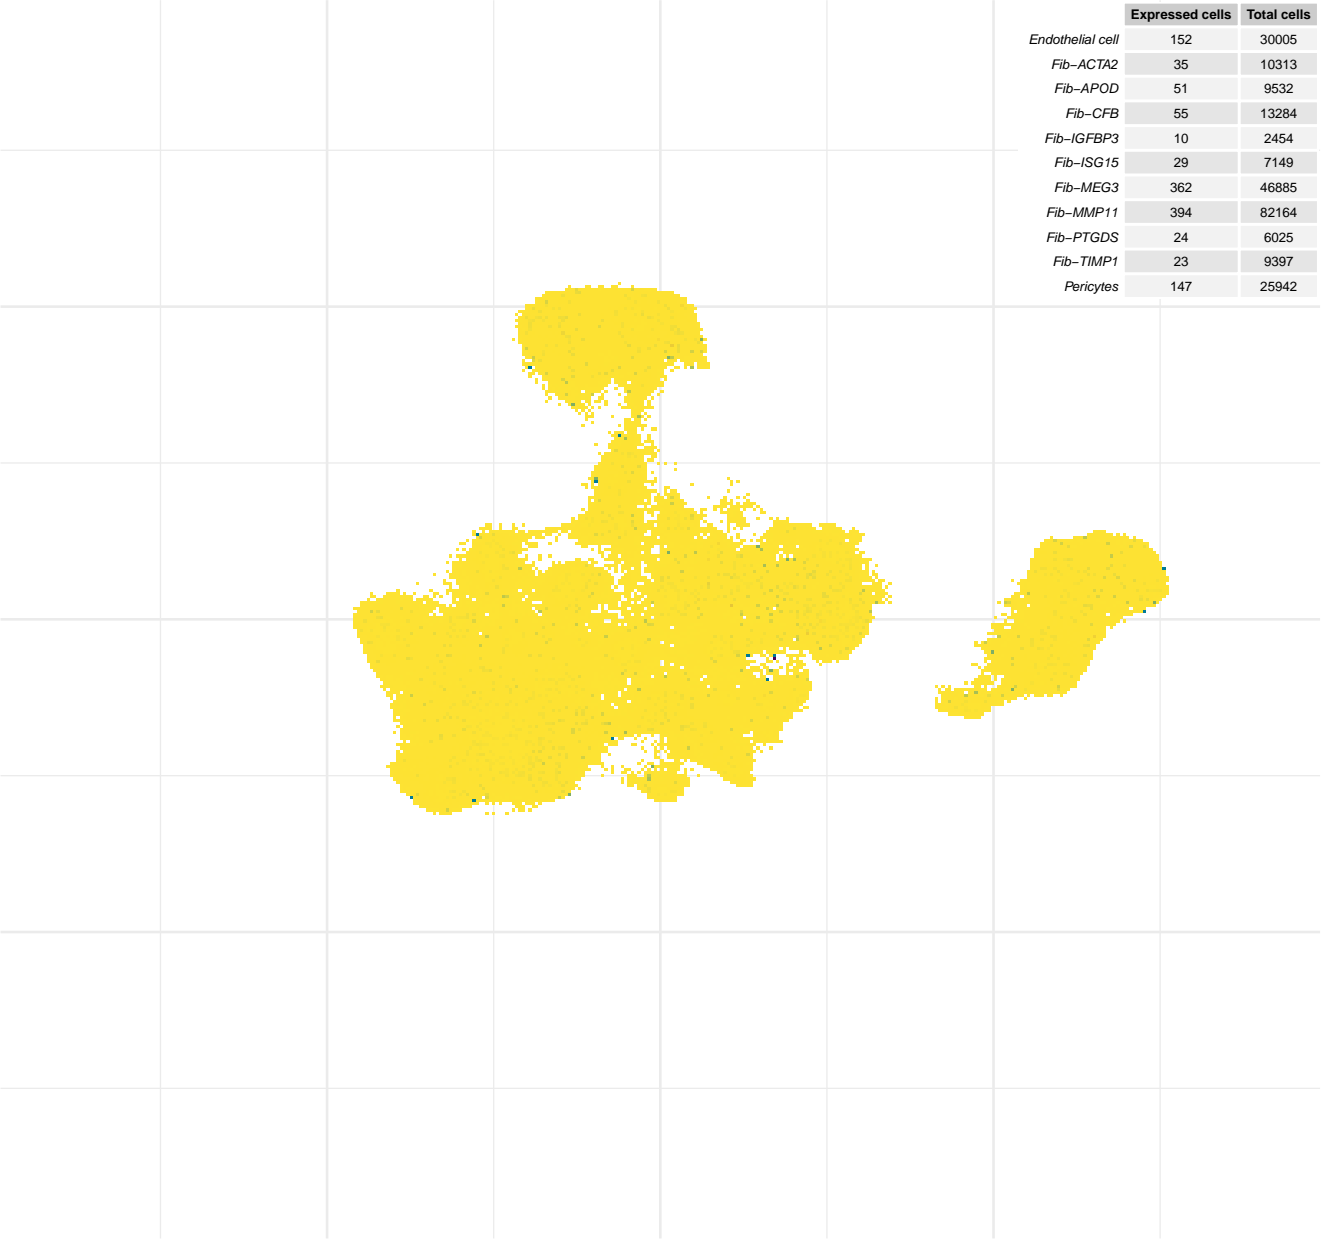 Expressed cells Total cells
Endothelial cell 152 30005
Fib−ACTA2 35 10313
Fib−APOD 51 9532
Fib−CFB 55 13284
Fib−IGFBP3 10 2454
Fib−ISG15 29 7149
Fib−MEG3 362 46885
Fib−MMP11 394 82164
Fib−PTGDS 24 6025
Fib−TIMP1 23 9397
Pericytes 147 25942